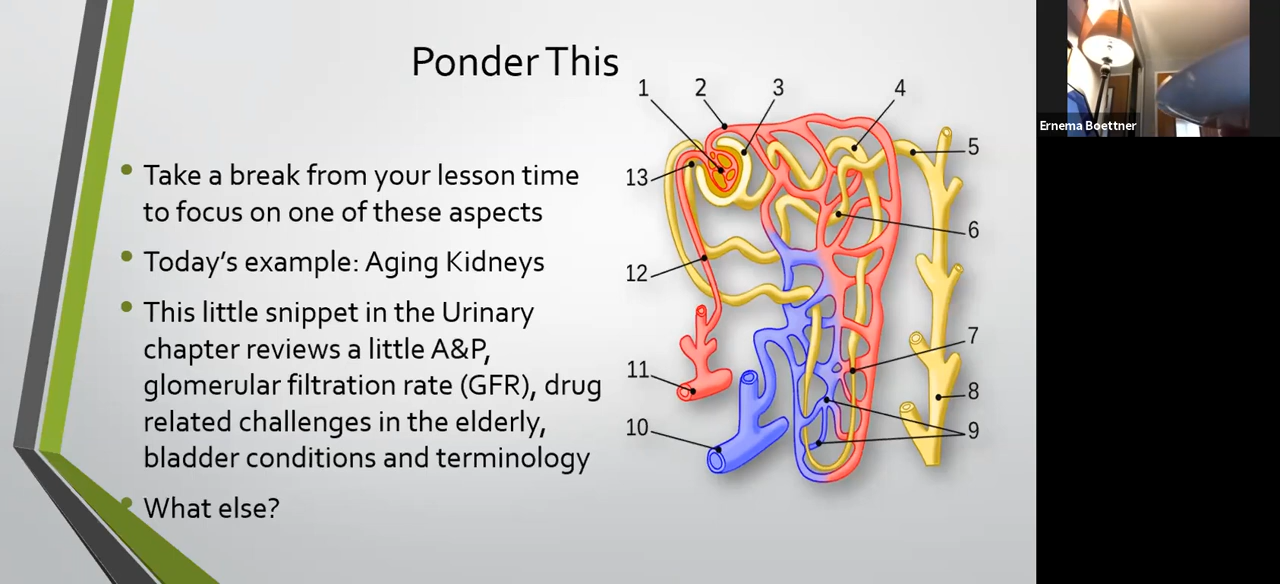 Ponder This
Take a break from your lesson time
to focus on one of these aspects
Today's example: Aging Kidneys
This little snippet in the Urinary
chapter reviews a little A&P,
glomerular filtration rate (GFR), drug
related challenges in the elderly,
bladder conditions and terminology
What else?
1
2
3
4
5
6
7
8
9
10
11
12
13
Ernema Boettner